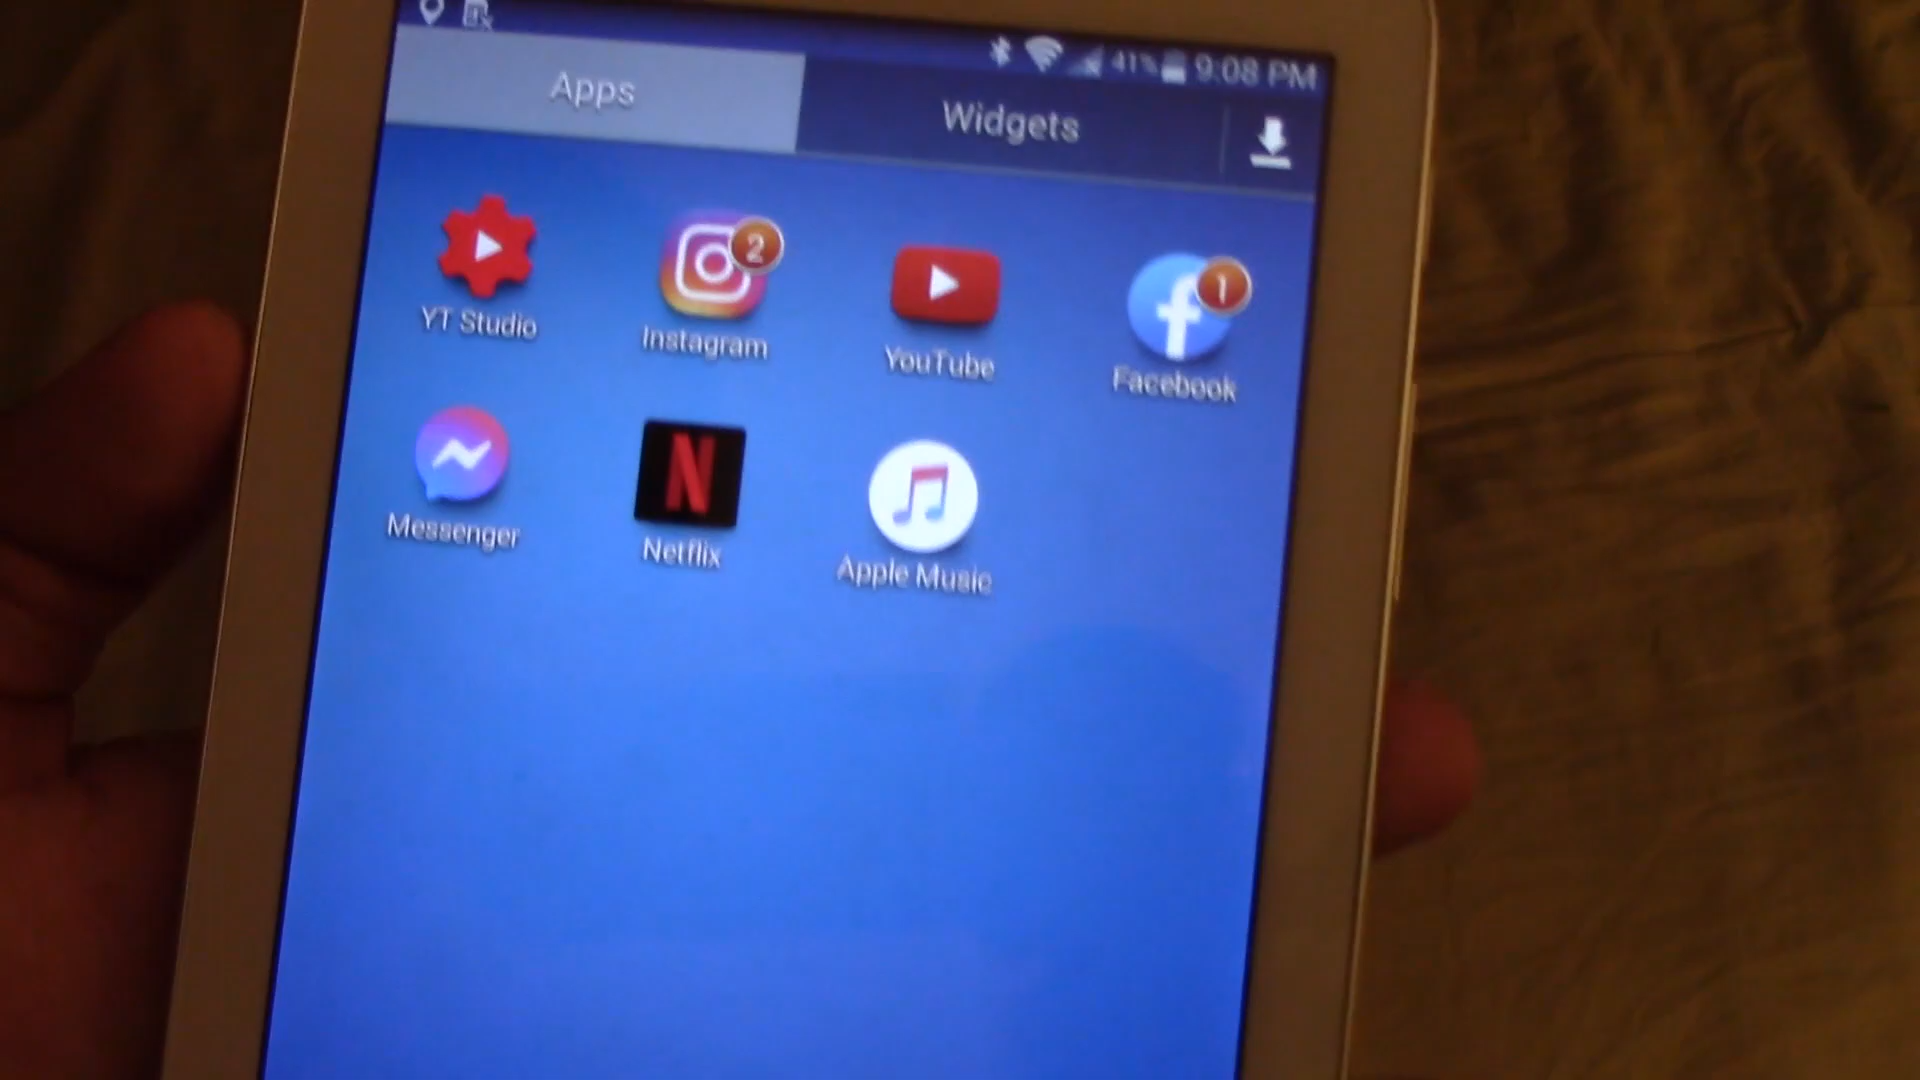 41% 9:08 PM
Apps Widgets
YT Studio
Instagram
YouTube
Facebook
2
1
Messenger
Netflix
Apple Music
N